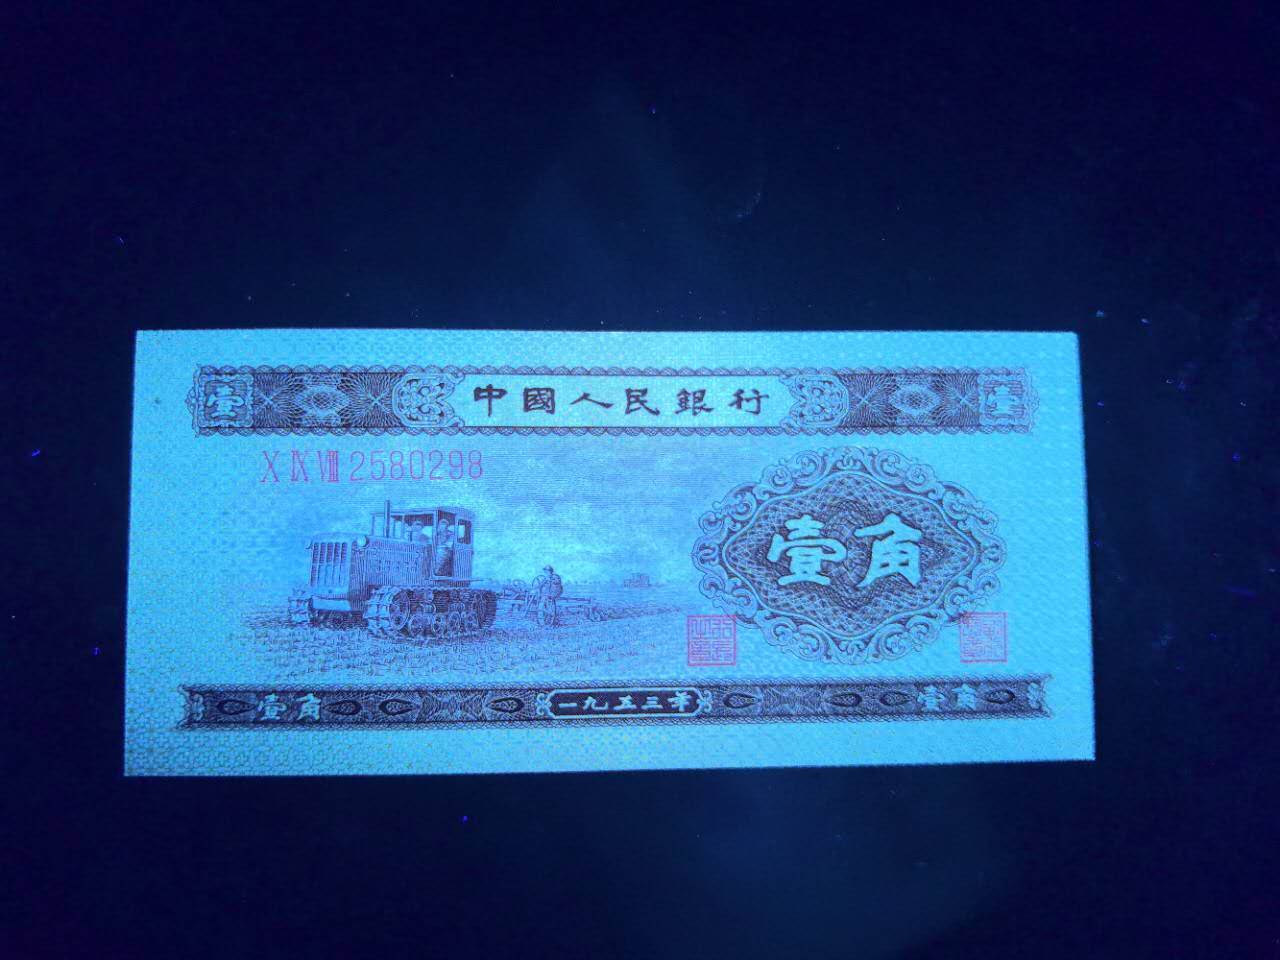 壹 中國人民銀行 壹
X IX VIII 2580298
壹角
壹角 一九五三年 壹角